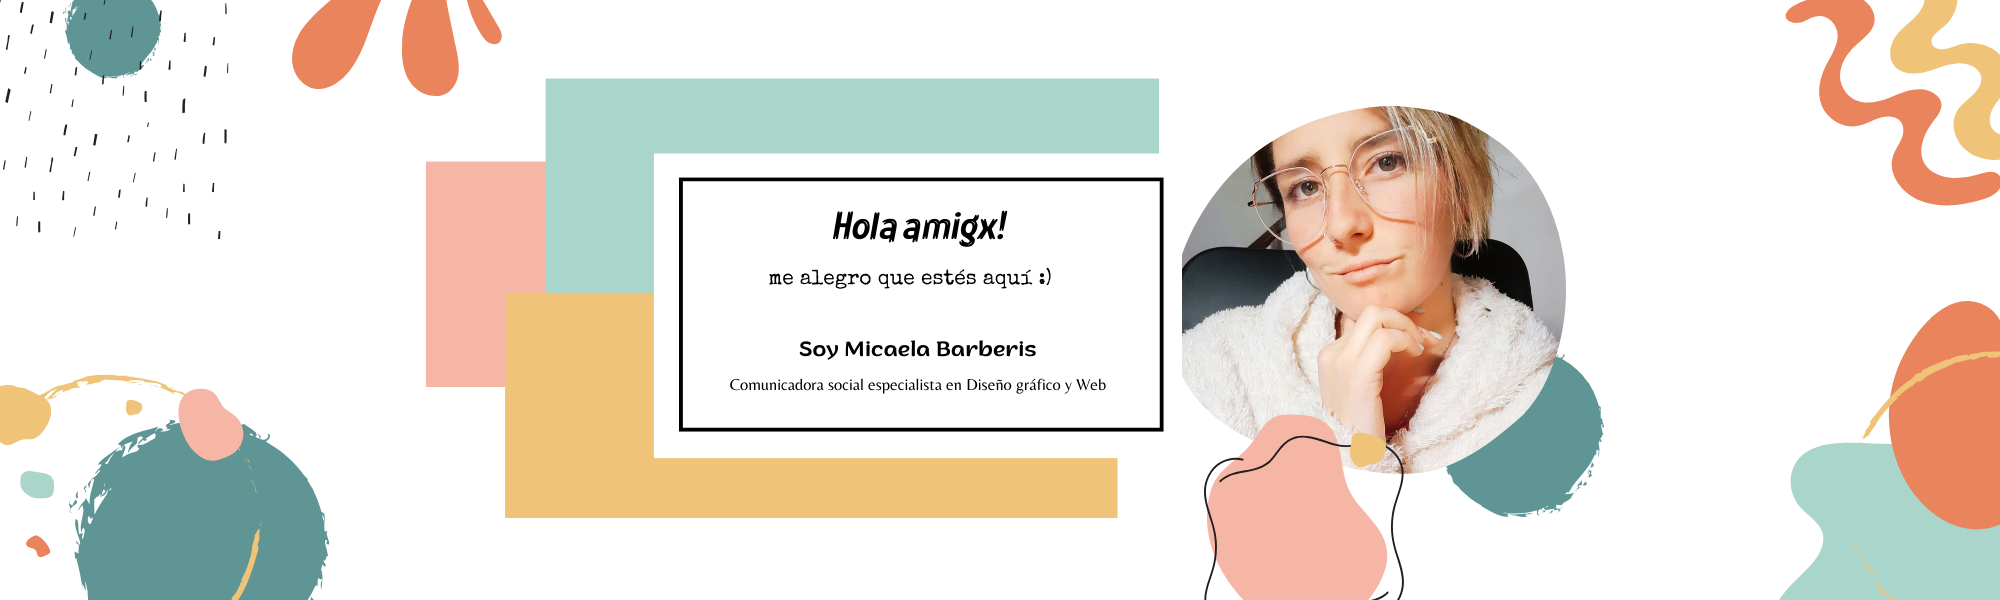 Hola amigx!
me alegro que estés aquí :)
Soy Micaela Barberis
Comunicadora social especialista en Diseño gráfico y Web